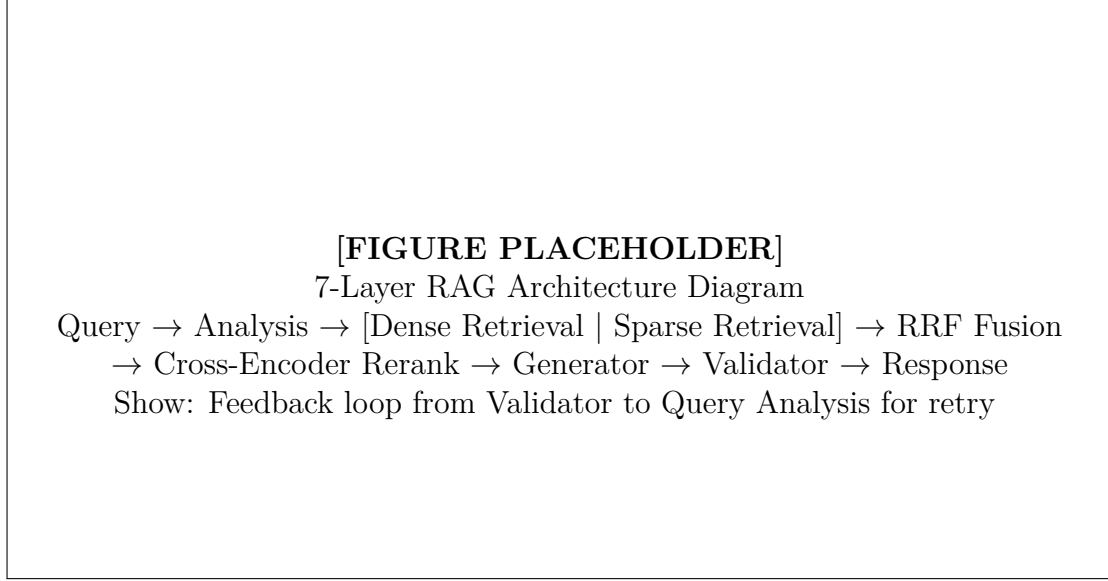 [FIGURE PLACEHOLDER]
7-Layer RAG Architecture Diagram
Query → Analysis → [Dense Retrieval | Sparse Retrieval] → RRF Fusion
→ Cross-Encoder Rerank → Generator → Validator → Response
Show: Feedback loop from Validator to Query Analysis for retry